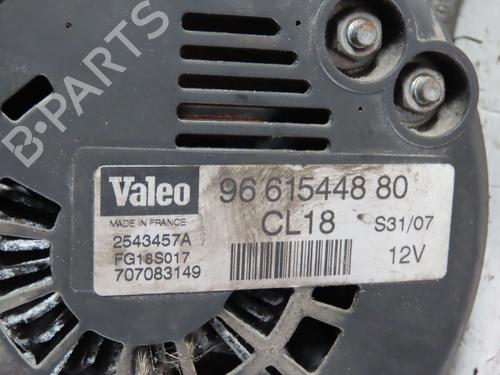 B-PARTS
Valeo
96 615448 80
MADE IN FRANCE
CL18
S31/07
2543457A
FG18S017
12V
707083149